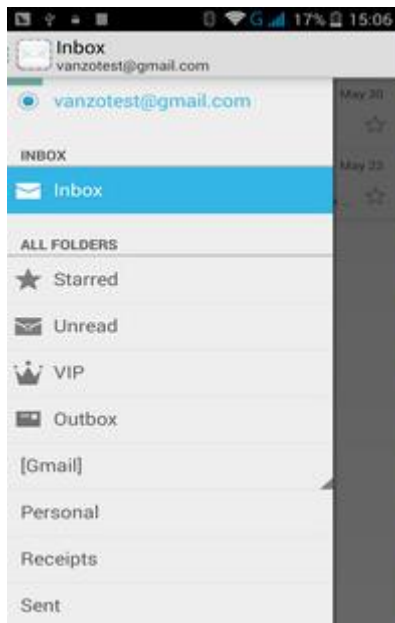 G 17% 15:06
Inbox
vanzotest@gmail.com
vanzotest@gmail.com
May 20
INBOX
May 23
Inbox
ALL FOLDERS
Starred
Unread
VIP
Outbox
[Gmail]
Personal
Receipts
Sent